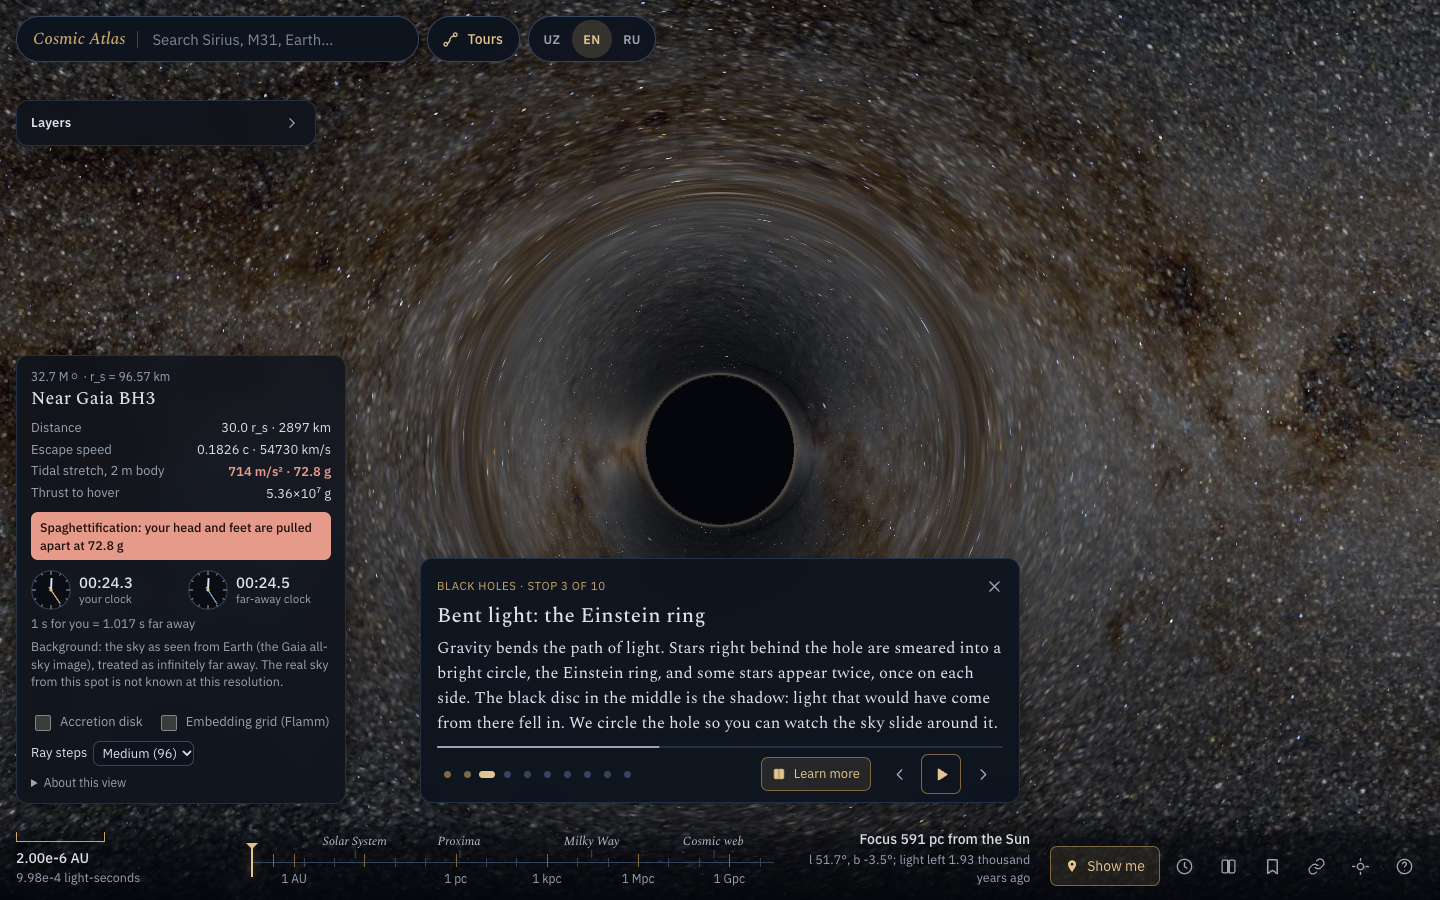 Cosmic Atlas
Search Sirius, M31, Earth...
Tours
UZ EN RU
Layers
32.7 M☉ · r_s = 96.57 km
Near Gaia BH3
Distance 30.0 r_s · 2897 km
Escape speed 0.1826 c · 54730 km/s
Tidal stretch, 2 m body 714 m/s² · 72.8 g
Thrust to hover 5.36×10⁷ g
Spaghettification: your head and feet are pulled
apart at 72.8 g
00:24.3 00:24.5
your clock far-away clock
1 s for you = 1.017 s far away
Background: the sky as seen from Earth (the Gaia all-
sky image), treated as infinitely far away. The real sky
from this spot is not known at this resolution.
Accretion disk Embedding grid (Flamm)
Ray steps Medium (96)
About this view
BLACK HOLES · STOP 3 OF 10
Bent light: the Einstein ring
Gravity bends the path of light. Stars right behind the hole are smeared into a
bright circle, the Einstein ring, and some stars appear twice, once on each
side. The black disc in the middle is the shadow: light that would have come
from there fell in. We circle the hole so you can watch the sky slide around it.
Learn more
2.00e-6 AU
9.98e-4 light-seconds
Solar System Proxima Milky Way Cosmic web
1 AU 1 pc 1 kpc 1 Mpc 1 Gpc
Focus 591 pc from the Sun
l 51.7°, b -3.5°; light left 1.93 thousand
years ago
Show me